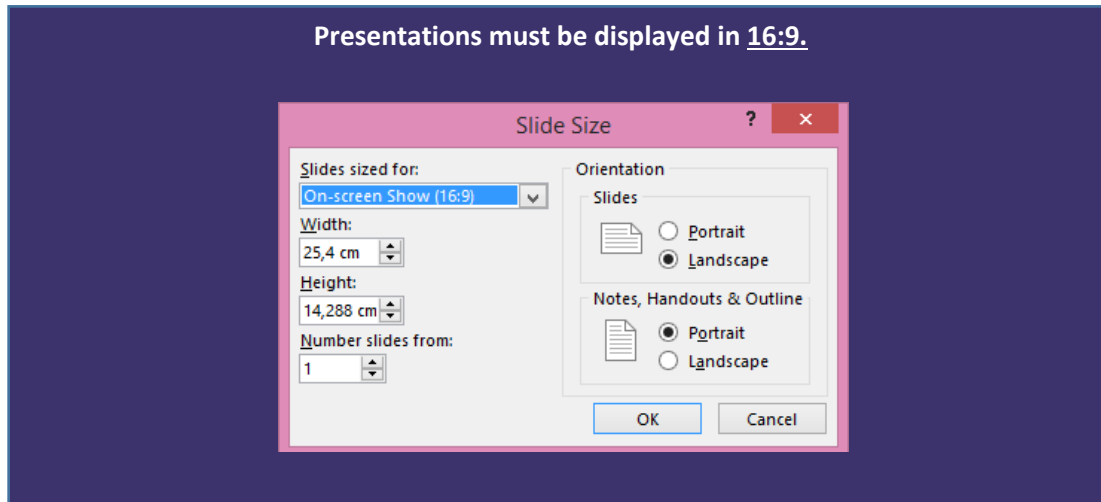 Presentations must be displayed in 16:9.
Slide Size
?
Slides sized for:
On-screen Show (16:9)
Width:
25,4 cm
Height:
14,288 cm
Number slides from:
1
Orientation
Slides
Portrait
Landscape
Notes, Handouts & Outline
Portrait
Landscape
OK
Cancel